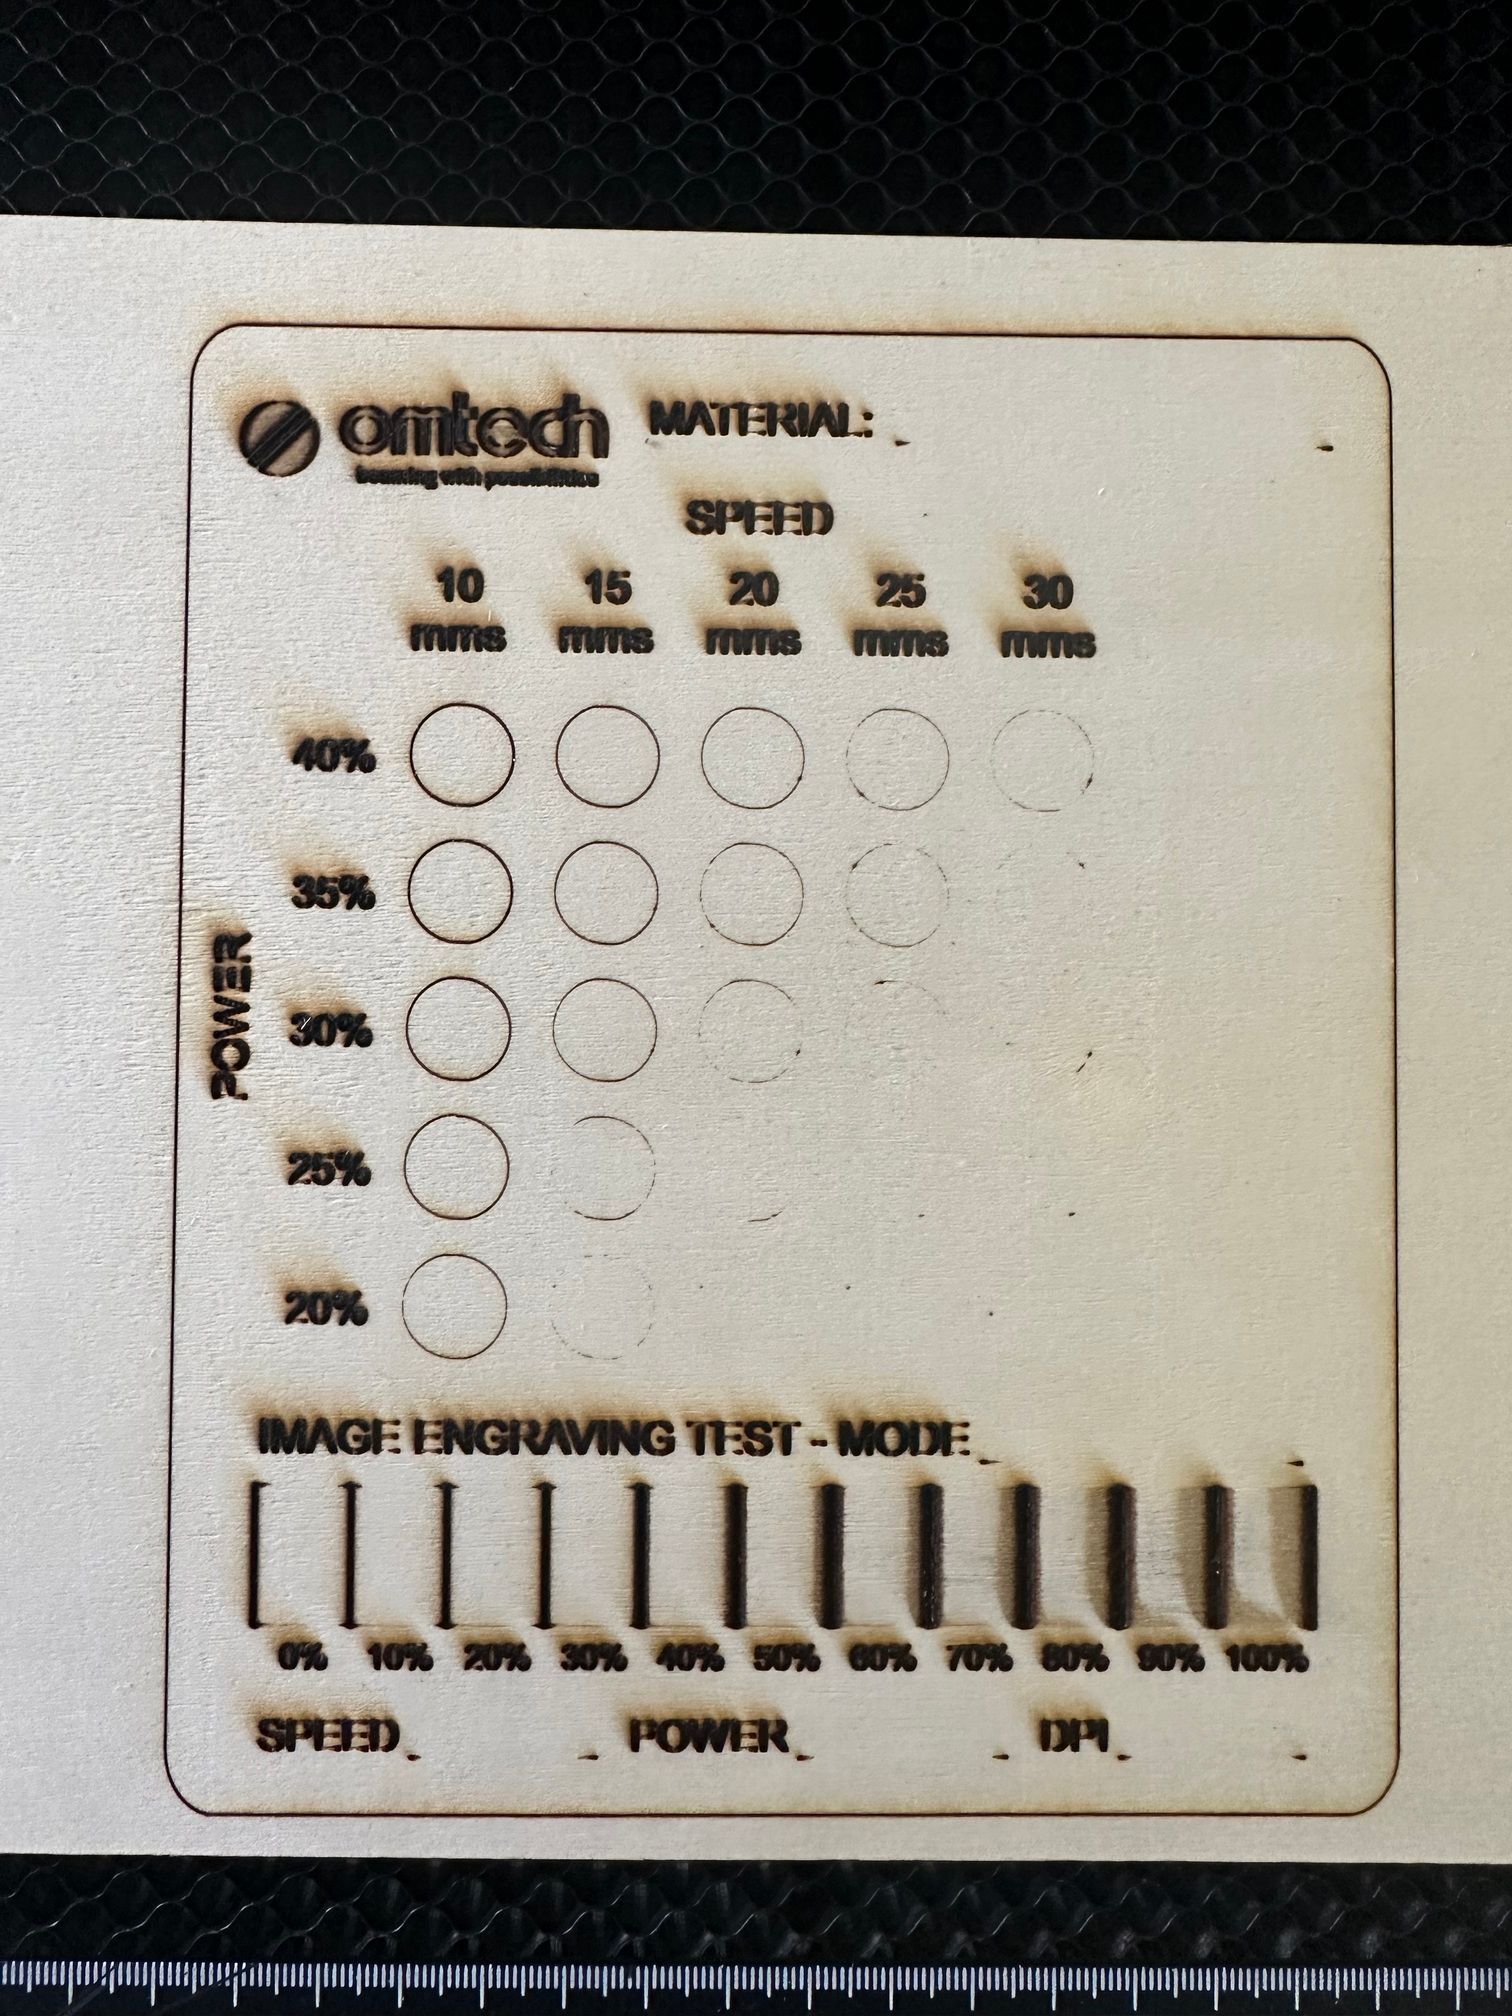 omtech MATERIAL:
beaming with possibilities
SPEED
10 15 20 25 30
mms mms mms mms mms
40%
35%
POWER
30%
25%
20%
IMAGE ENGRAVING TEST - MODE
0% 10% 20% 30% 40% 50% 60% 70% 80% 90% 100%
SPEED POWER DPI